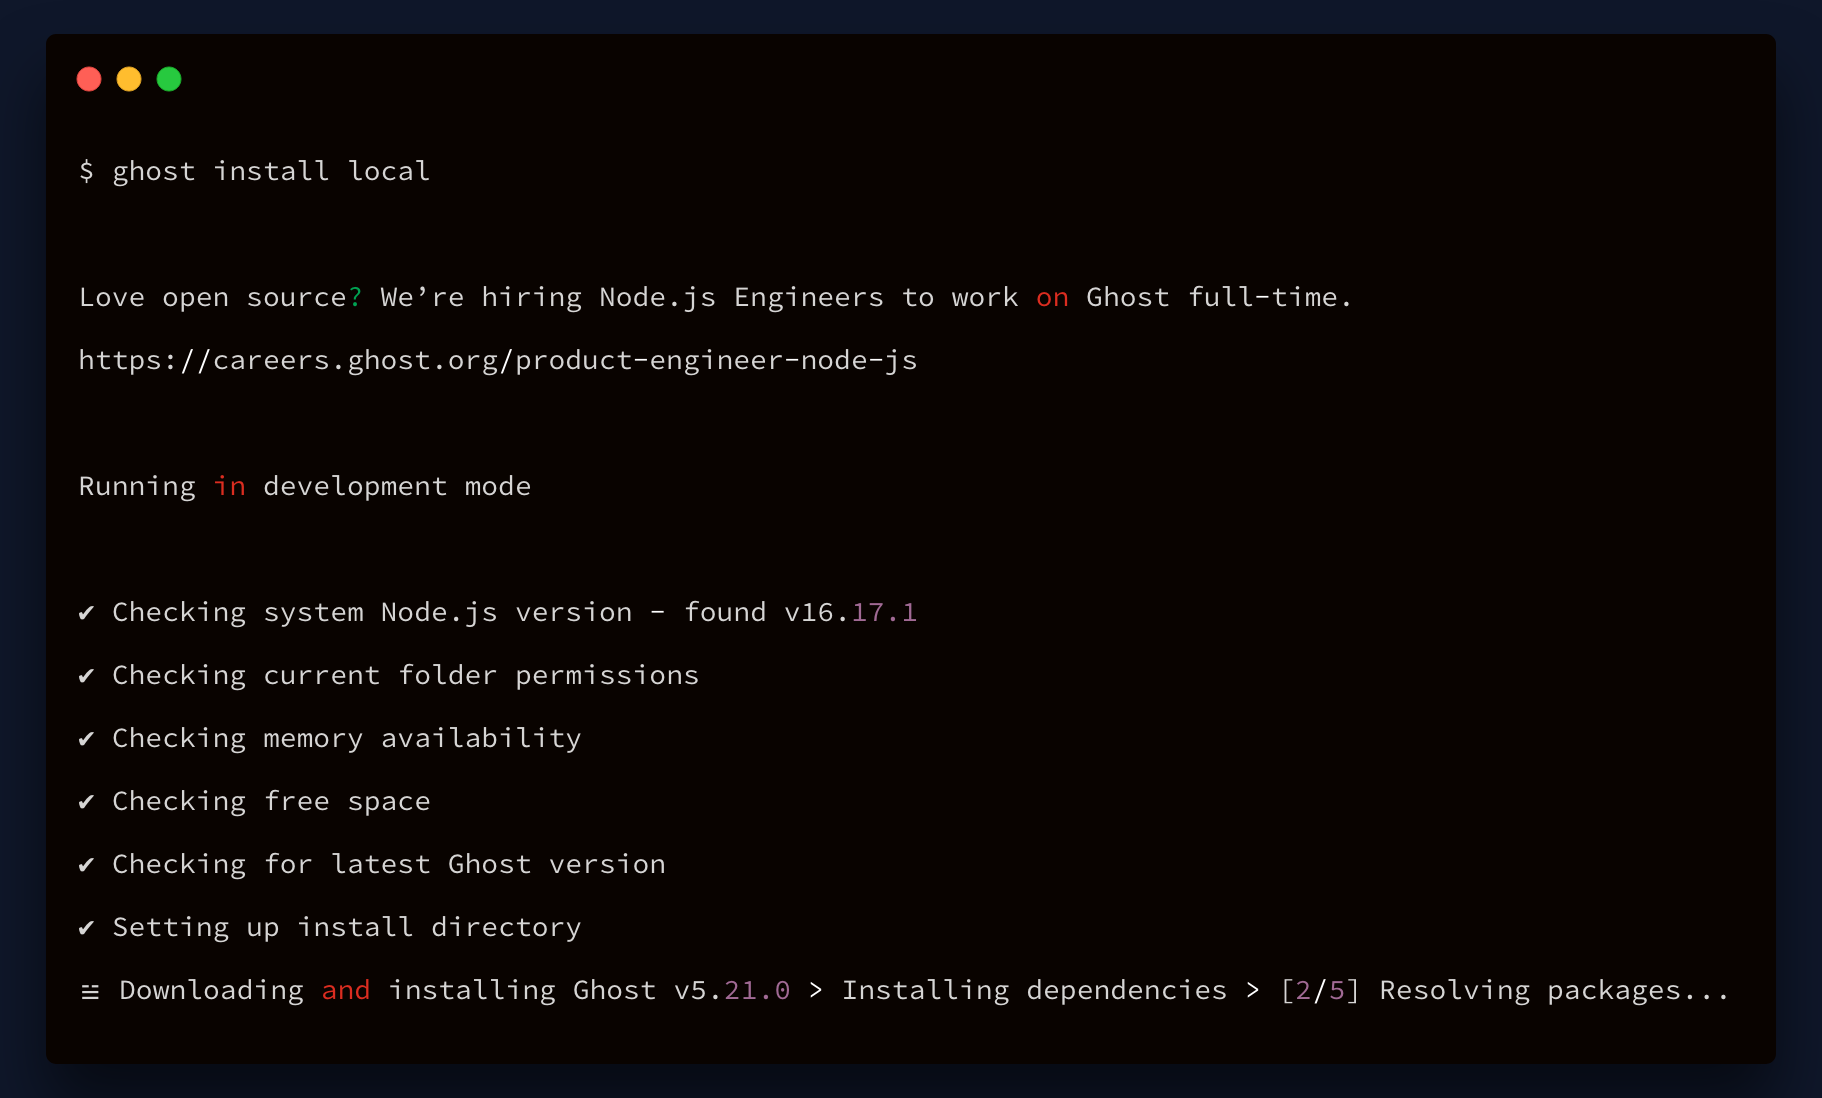 $ ghost install local
Love open source? We’re hiring Node.js Engineers to work on Ghost full-time.
https://careers.ghost.org/product-engineer-node-js
Running in development mode
✔ Checking system Node.js version - found v16.17.1
✔ Checking current folder permissions
✔ Checking memory availability
✔ Checking free space
✔ Checking for latest Ghost version
✔ Setting up install directory
☱ Downloading and installing Ghost v5.21.0 > Installing dependencies > [2/5] Resolving packages...